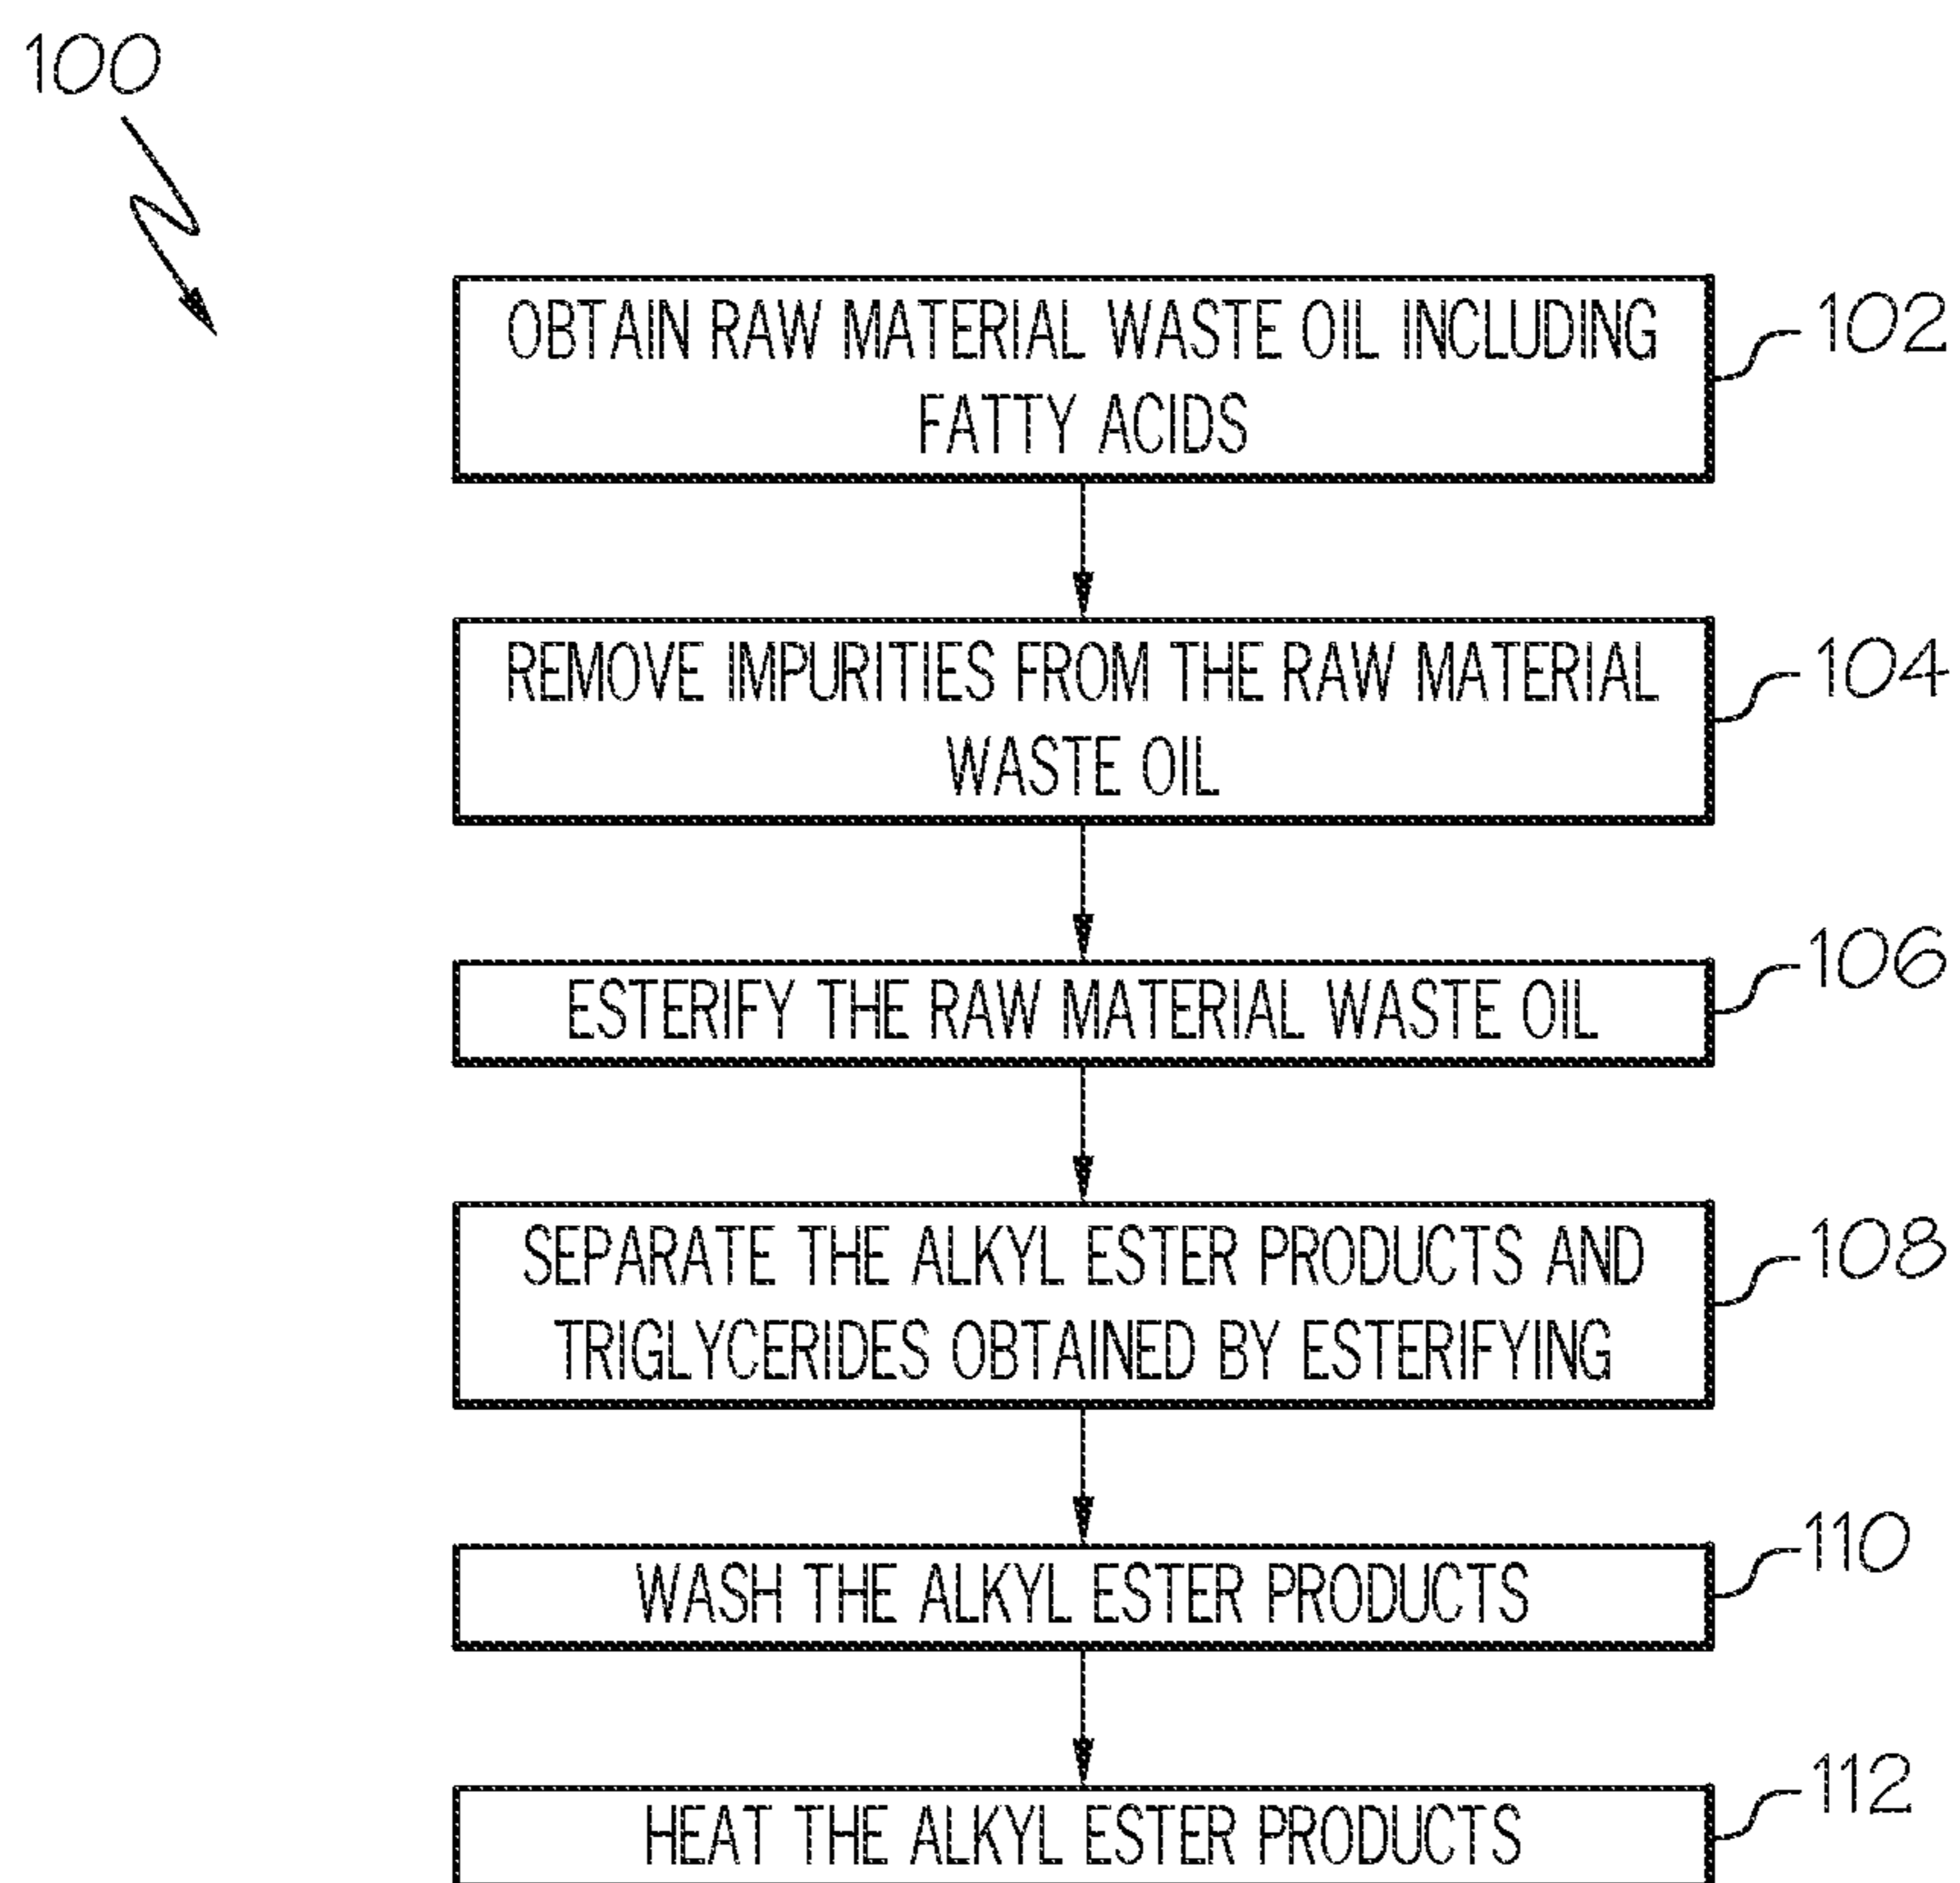 100
OBTAIN RAW MATERIAL WASTE OIL INCLUDING
FATTY ACIDS
102
REMOVE IMPURITIES FROM THE RAW MATERIAL
WASTE OIL
104
ESTERIFY THE RAW MATERIAL WASTE OIL
106
SEPARATE THE ALKYL ESTER PRODUCTS AND
TRIGLYCERIDES OBTAINED BY ESTERIFYING
108
WASH THE ALKYL ESTER PRODUCTS
110
HEAT THE ALKYL ESTER PRODUCTS
112